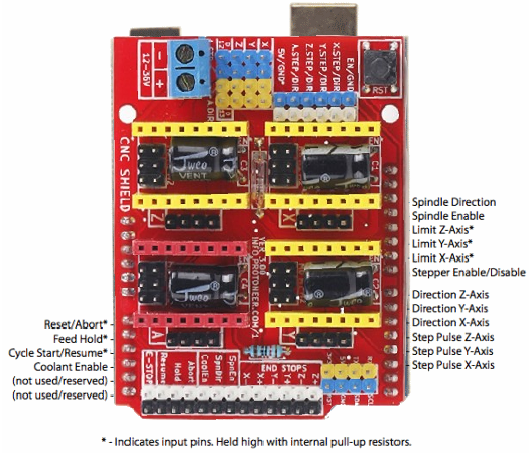 12-36V
- +
X.STEP/DIR
Y.STEP/DIR
Z.STEP/DIR
A.STEP/DIR
5V/GND*
EN/GND
RST
CNC SHIELD
Z
X
A
C1
C4
VENT
INFO:PROTONEER.COM
E-STOP
Resume
Hold
Abort
CoolEn
SpnDir
SpnEn
END STOPS
X- X+ Y- Y+ Z- Z+
Spindle Direction
Spindle Enable
Limit Z-Axis*
Limit Y-Axis*
Limit X-Axis*
Stepper Enable/Disable
Direction Z-Axis
Direction Y-Axis
Direction X-Axis
Step Pulse Z-Axis
Step Pulse Y-Axis
Step Pulse X-Axis
Reset/Abort*
Feed Hold*
Cycle Start/Resume*
Coolant Enable
(not used/reserved)
(not used/reserved)
* - Indicates input pins. Held high with internal pull-up resistors.